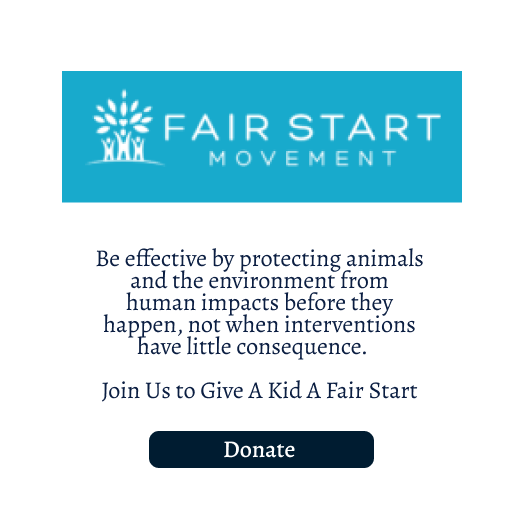 FAIR START
MOVEMENT
Be effective by protecting animals
and the environment from
human impacts before they
happen, not when interventions
have little consequence.
Join Us to Give A Kid A Fair Start
Donate